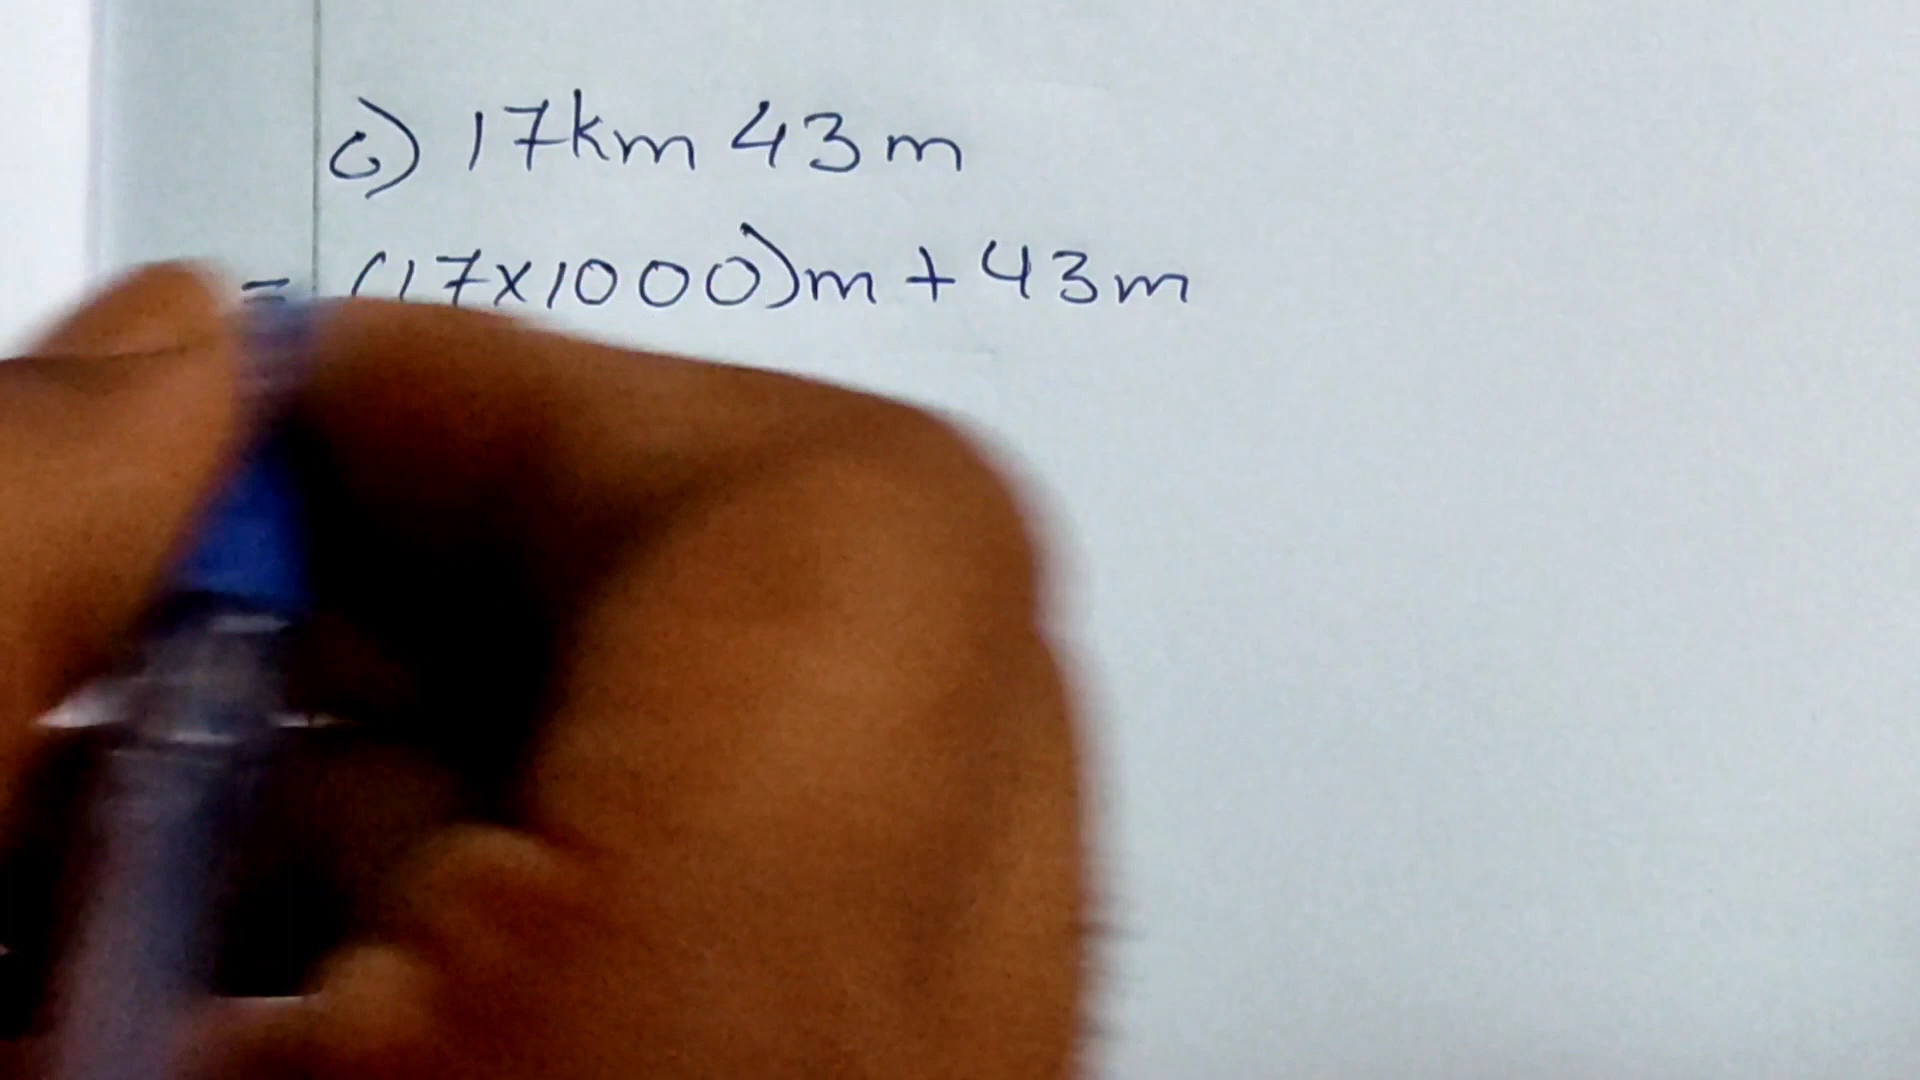 c) 17km 43m
= (17×1000)m + 43m